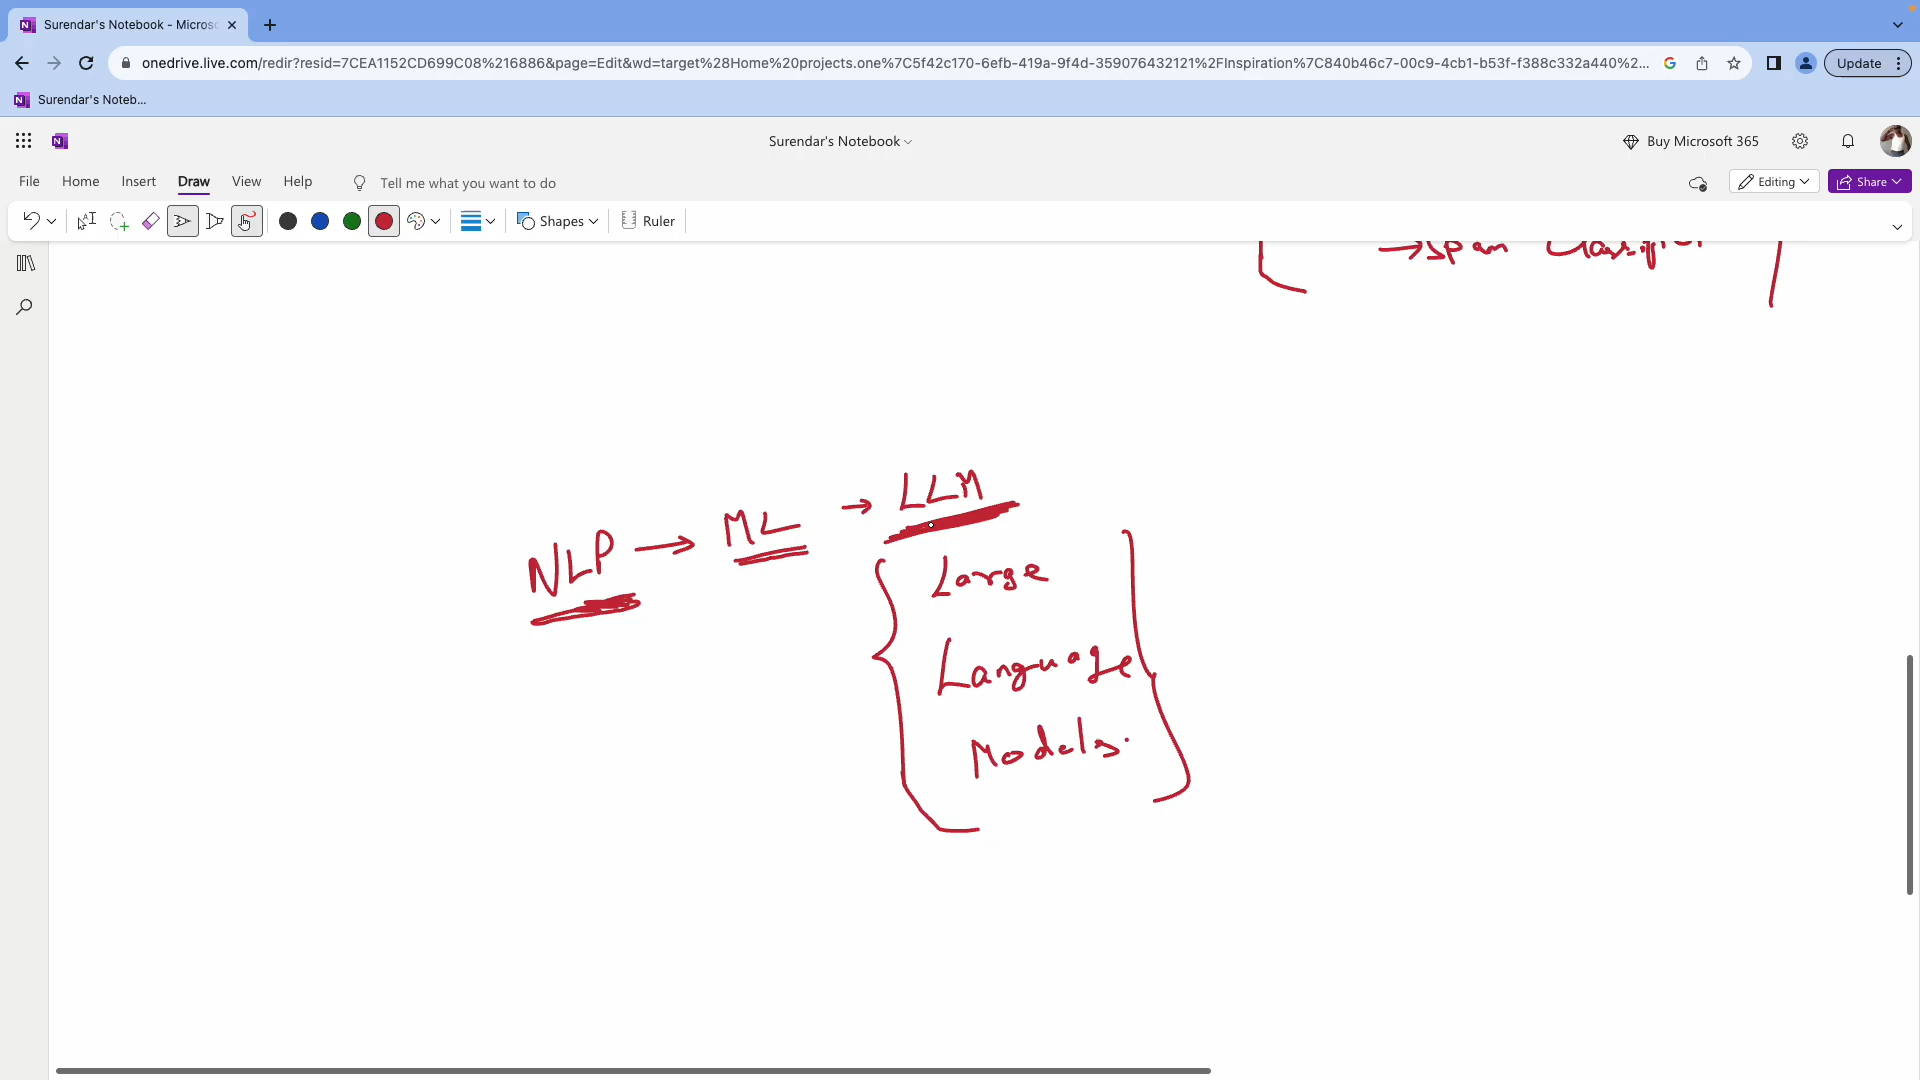 Surendar's Notebook - Micros
onedrive.live.com/redir?resid=7CEA1152CD699C08%216886&page=Edit&wd=target%28Home%20projects.one%7C5f42c170-6efb-419a-9f4d-359076432121%2FInspiration%7C840b46c7-00c9-4cb1-b53f-f388c332a440%2...
Update
Surendar's Noteb...
Surendar's Notebook
Buy Microsoft 365
File Home Insert Draw View Help Tell me what you want to do
Editing Share
Shapes Ruler
→ Spam Classifier
NLP → ML → LLM
Large
Language
Models.